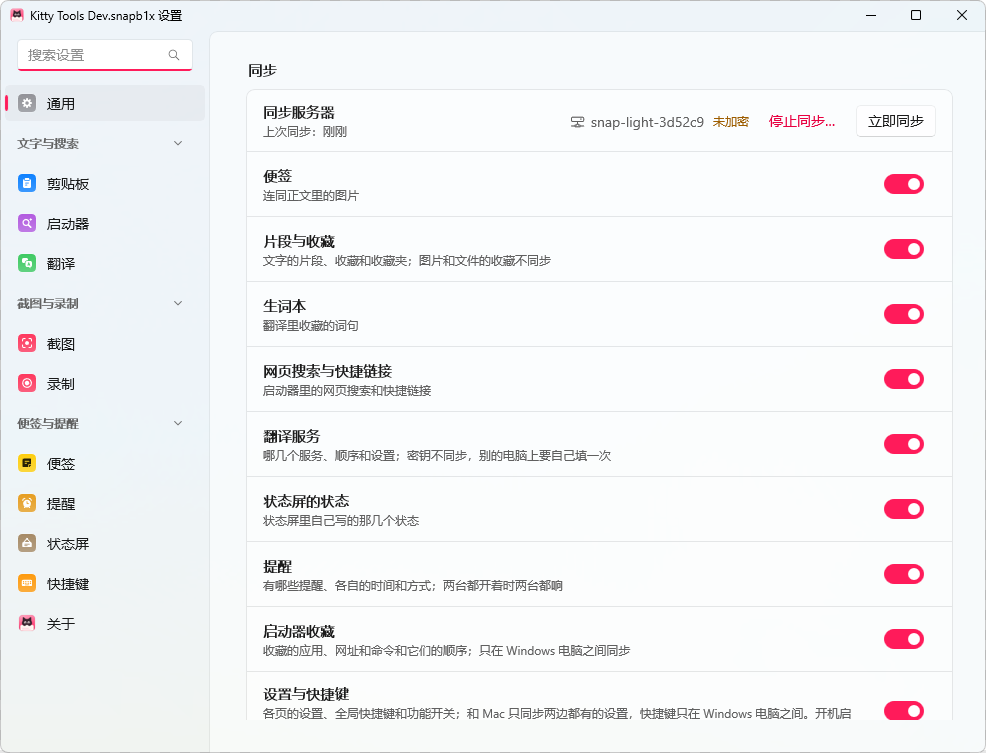 Kitty Tools Dev.snapb1x 设置
搜索设置
通用
文字与搜索
剪贴板
启动器
翻译
截图与录制
截图
录制
便签与提醒
便签
提醒
状态屏
快捷键
关于
同步
同步服务器
上次同步：刚刚
snap-light-3d52c9 未加密 停止同步... 立即同步
便签
连同正文里的图片
片段与收藏
文字的片段、收藏和收藏夹；图片和文件的收藏不同步
生词本
翻译里收藏的词句
网页搜索与快捷链接
启动器里的网页搜索和快捷链接
翻译服务
哪几个服务、顺序和设置；密钥不同步，别的电脑上要自己填一次
状态屏的状态
状态屏里自己写的那几个状态
提醒
有哪些提醒、各自的时间和方式；两台都开着时两台都响
启动器收藏
收藏的应用、网址和命令和它们的顺序；只在 Windows 电脑之间同步
设置与快捷键
各页的设置、全局快捷键和功能开关；和 Mac 只同步两边都有的设置，快捷键只在 Windows 电脑之间。开机启